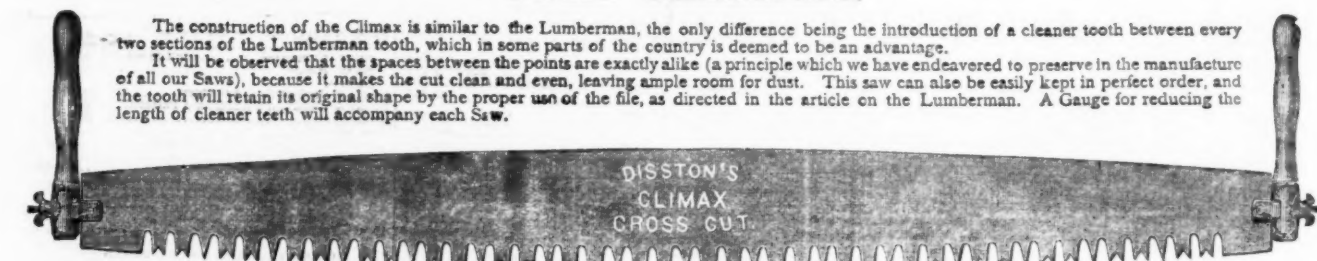 The construction of the Climax is similar to the Lumberman, the only difference being the introduction of a cleaner tooth between every
two sections of the Lumberman tooth, which in some parts of the country is deemed to be an advantage.
It will be observed that the spaces between the points are exactly alike (a principle which we have endeavored to preserve in the manufacture
of all our Saws), because it makes the cut clean and even, leaving ample room for dust. This saw can also be easily kept in perfect order, and
the tooth will retain its original shape by the proper use of the file, as directed in the article on the Lumberman. A Gauge for reducing the
length of cleaner teeth will accompany each Saw.
DISSTON'S
CLIMAX
CROSS CUT.